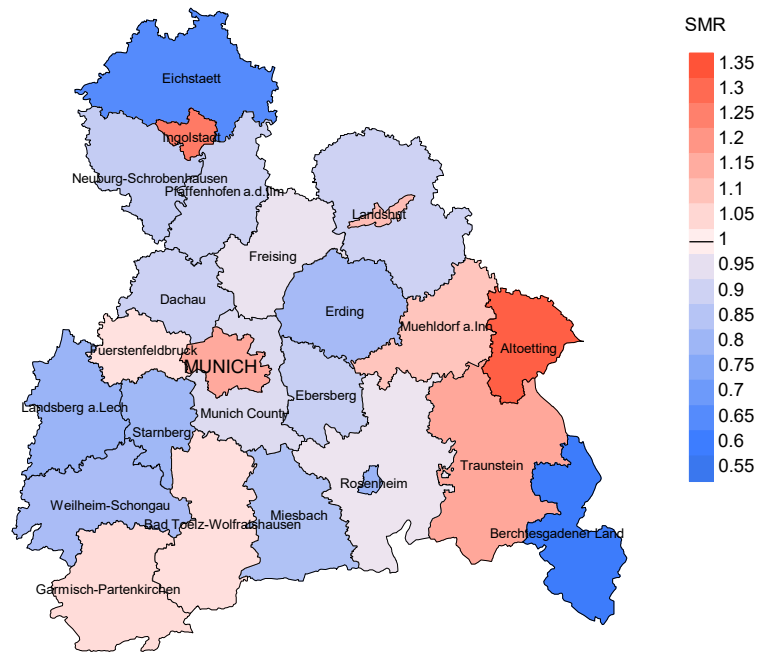 SMR
1.35
1.3
1.25
1.2
1.15
1.1
1.05
1
0.95
0.9
0.85
0.8
0.75
0.7
0.65
0.6
0.55
Eichstaett
Ingolstadt
Neuburg-Schrobenhausen
Pfaffenhofen a.d.Ilm
Landshut
Freising
Dachau
Erding
Muehldorf a.Inn
Fuerstenfeldbruck
Altoetting
MUNICH
Ebersberg
Landsberg a.Lech
Munich County
Starnberg
Traunstein
Rosenheim
Weilheim-Schongau
Miesbach
Bad Toelz-Wolfratshausen
Berchtesgadener Land
Garmisch-Partenkirchen